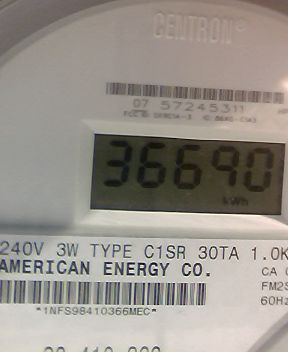 CENTRON®
07 57245311
36690
kWh
240V 3W TYPE C1SR 30TA 1.0K
AMERICAN ENERGY CO.
CA
FM2S
60Hz
*1NFS98410366MEC*